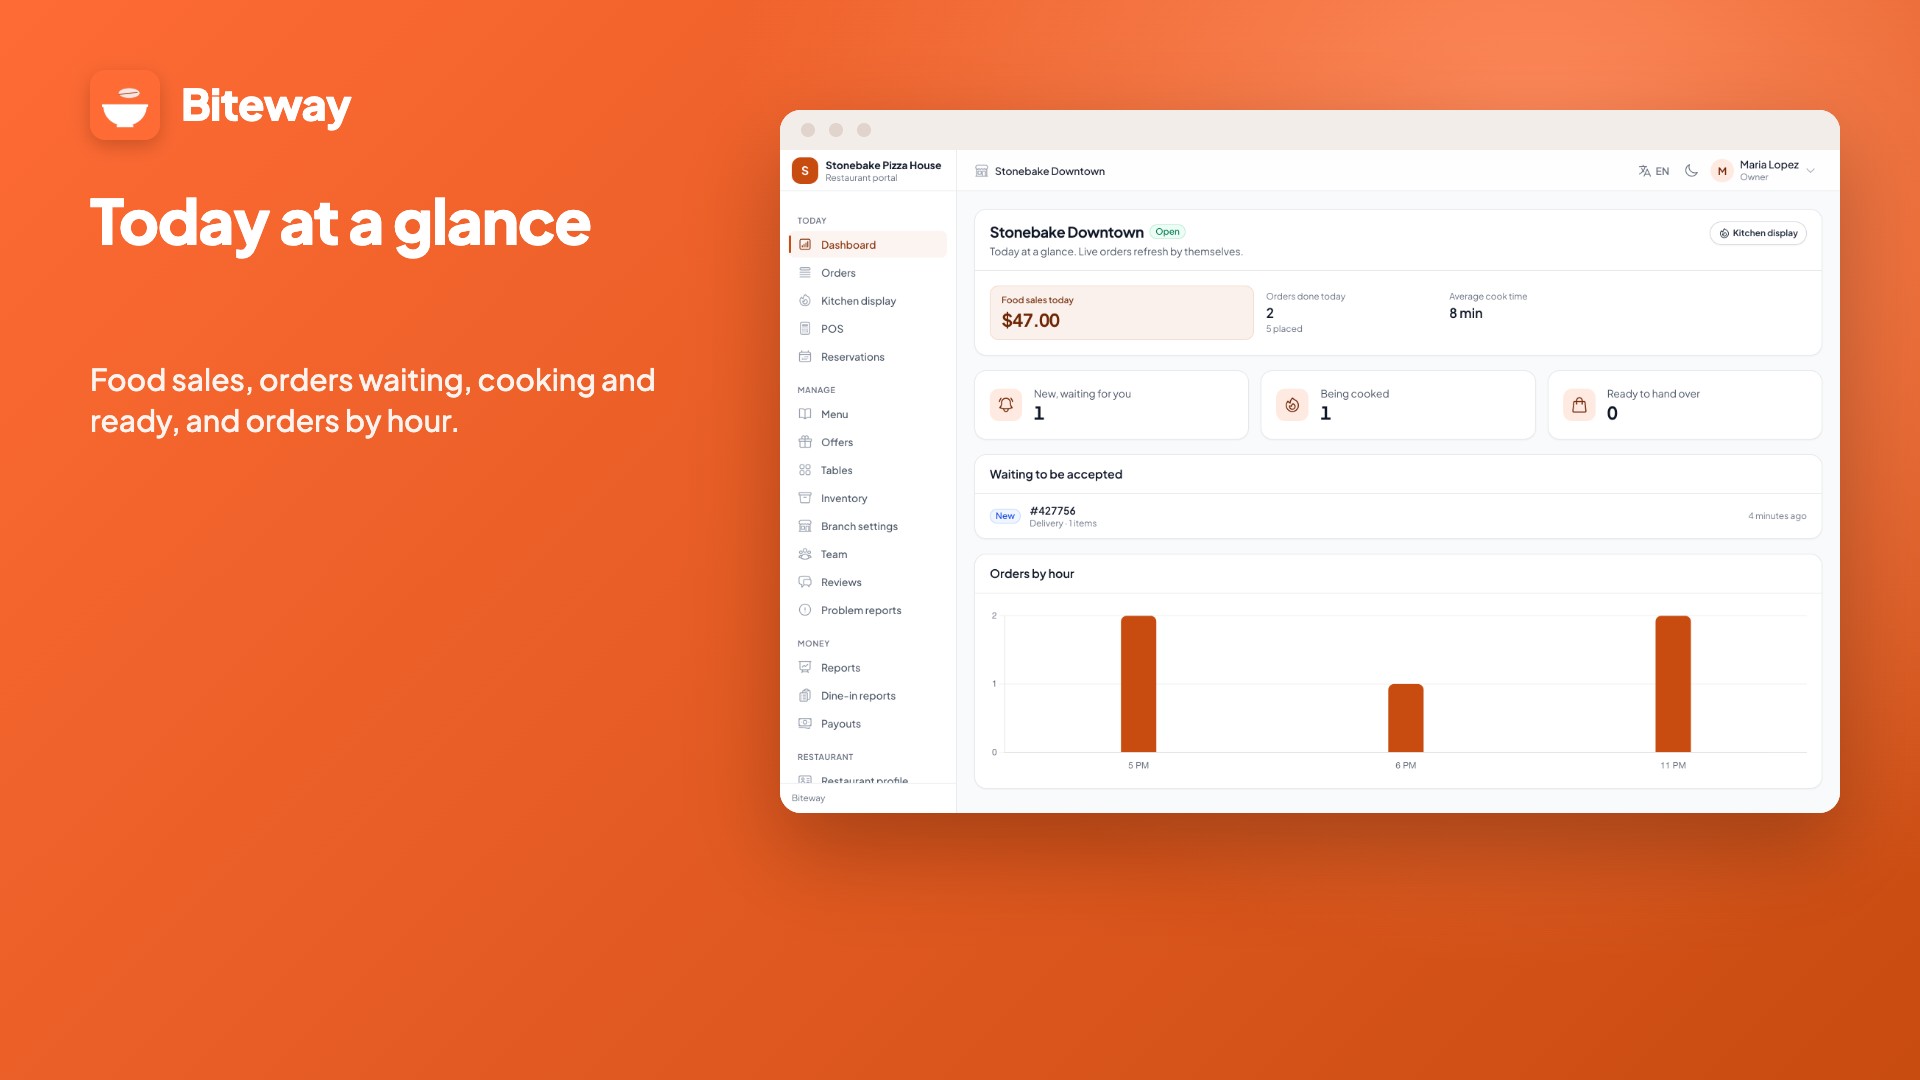 Biteway
Today at a glance
Food sales, orders waiting, cooking and
ready, and orders by hour.
S
Stonebake Pizza House
Restaurant portal
Stonebake Downtown
EN
M
Maria Lopez
Owner
TODAY
Dashboard
Orders
Kitchen display
POS
Reservations
MANAGE
Menu
Offers
Tables
Inventory
Branch settings
Team
Reviews
Problem reports
MONEY
Reports
Dine-in reports
Payouts
RESTAURANT
Restaurant profile
Biteway
Stonebake Downtown
Open
Today at a glance. Live orders refresh by themselves.
Kitchen display
Food sales today
$47.00
Orders done today
2
5 placed
Average cook time
8 min
New, waiting for you
1
Being cooked
1
Ready to hand over
0
Waiting to be accepted
New
#427756
Delivery · 1 items
4 minutes ago
Orders by hour
2
1
0
5 PM
6 PM
11 PM